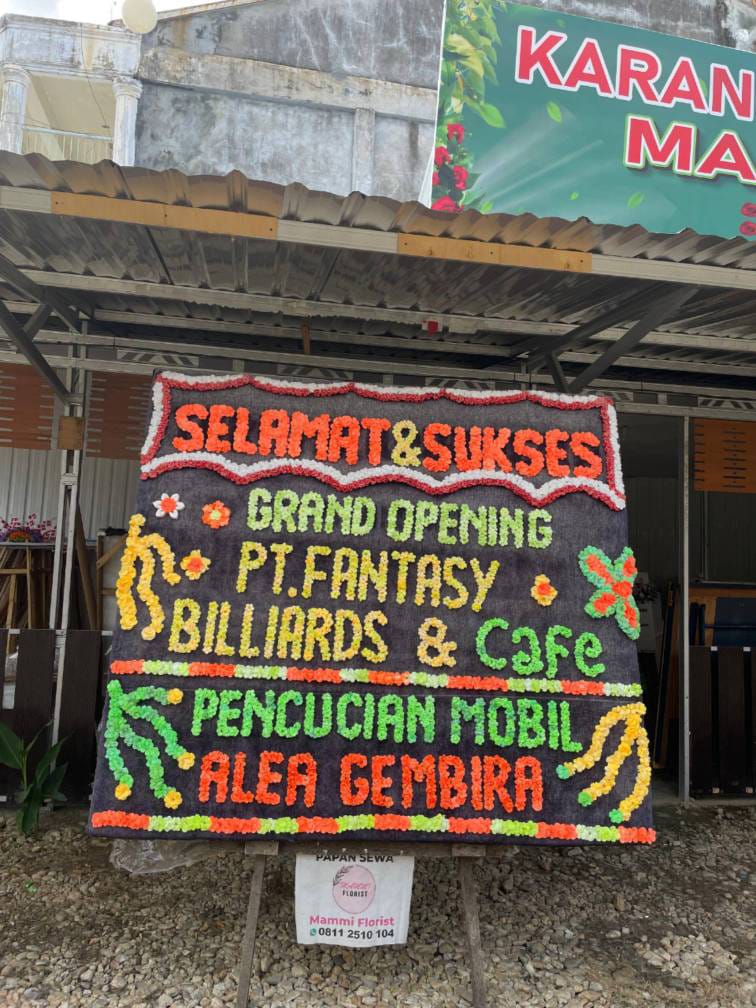 KARAN
MA
SELAMAT & SUKSES
GRAND OPENING
PT. FANTASY
BILLIARDS & CaFe
PENCUCIAN MOBIL
ALEA GEMBIRA
PAPAN SEWA
FLORIST
Mammi Florist
0811 2510 104